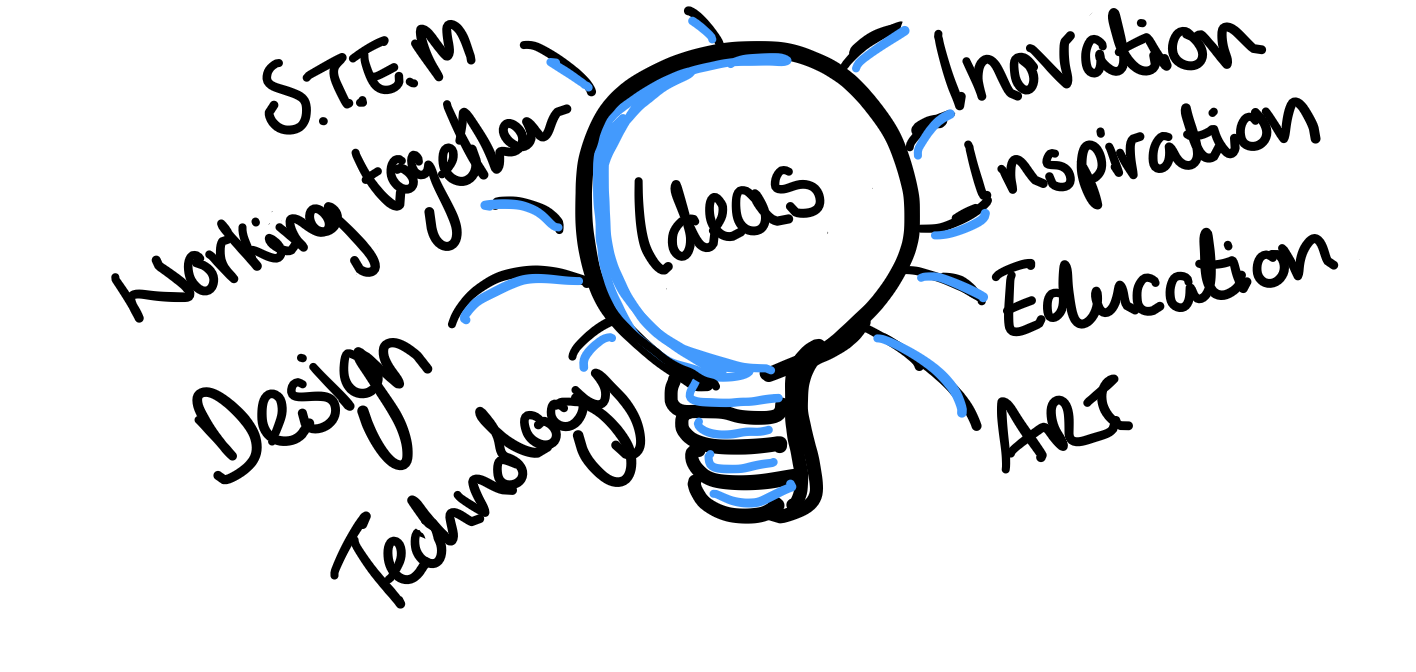 S.T.E.M
Working together
Design
Technology
Ideas
Inovation
Inspiration
Education
ART